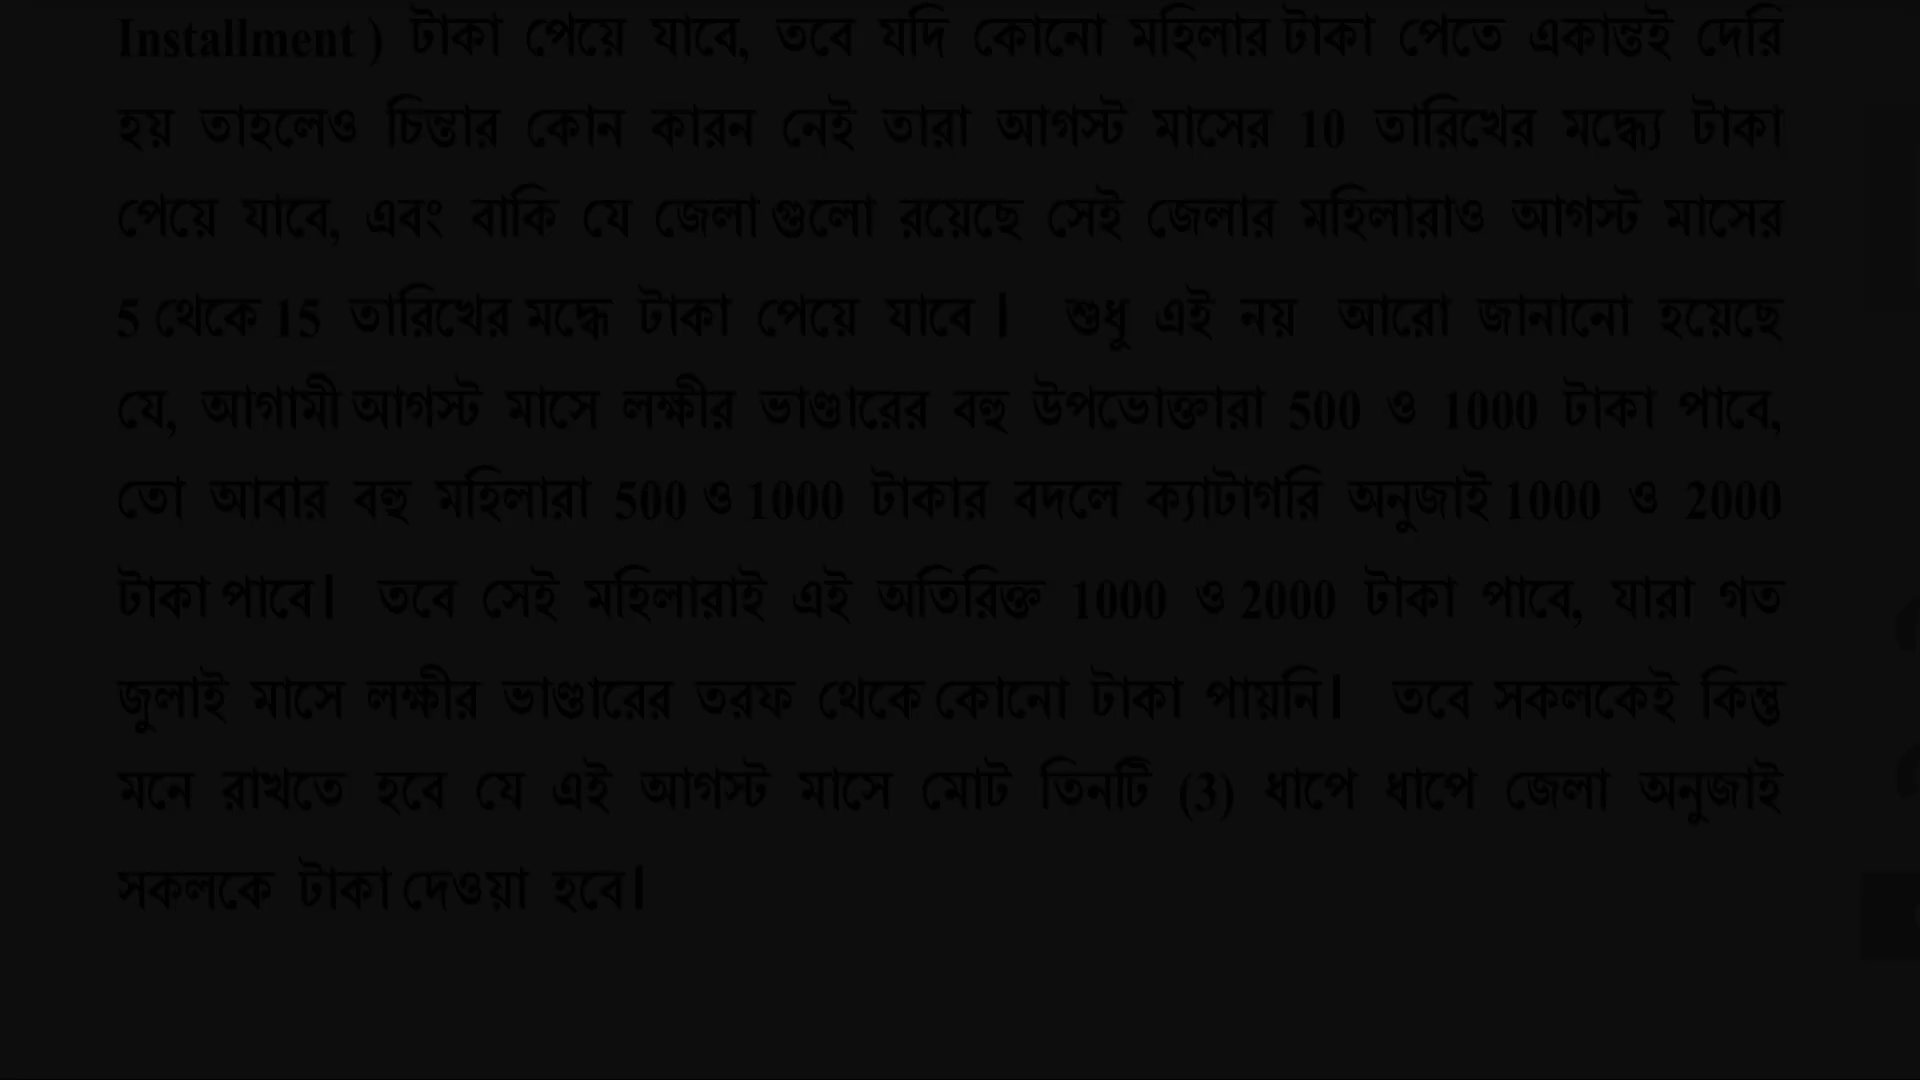 Installment ) টাকা পেয়ে যাবে, তবে যদি কোনো মহিলার টাকা পেতে একান্তই দেরি
হয় তাহলেও চিন্তার কোন কারন নেই তারা আগস্ট মাসের 10 তারিখের মদ্ধ্যে টাকা
পেয়ে যাবে, এবং বাকি যে জেলা গুলো রয়েছে সেই জেলার মহিলারাও আগস্ট মাসের
5 থেকে 15 তারিখের মদ্ধে টাকা পেয়ে যাবে । শুধু এই নয় আরো জানানো হয়েছে
যে, আগামী আগস্ট মাসে লক্ষীর ভাণ্ডারের বহু উপভোক্তারা 500 ও 1000 টাকা পাবে,
তো আবার বহু মহিলারা 500 ও 1000 টাকার বদলে ক্যাটাগরি অনুজাই 1000 ও 2000
টাকা পাবে। তবে সেই মহিলারাই এই অতিরিক্ত 1000 ও 2000 টাকা পাবে, যারা গত
জুলাই মাসে লক্ষীর ভাণ্ডারের তরফ থেকে কোনো টাকা পায়নি। তবে সকলকেই কিন্তু
মনে রাখতে হবে যে এই আগস্ট মাসে মোট তিনটি (3) ধাপে ধাপে জেলা অনুজাই
সকলকে টাকা দেওয়া হবে।